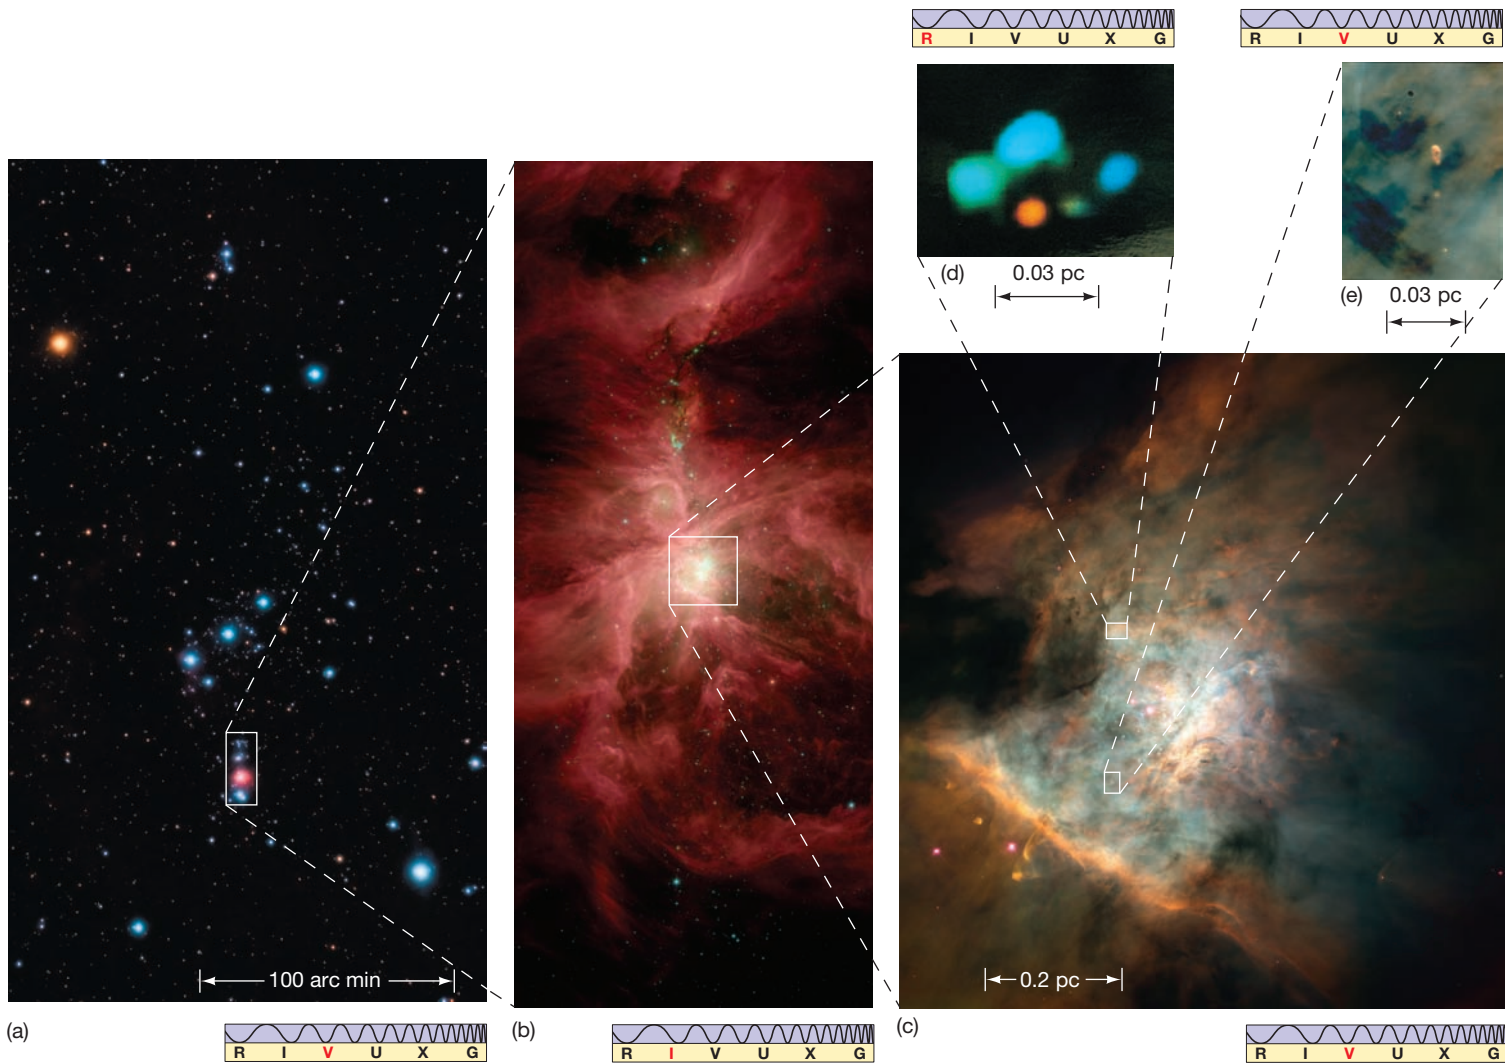 R I V U X G
R I V U X G
(d)
0.03 pc
(e)
0.03 pc
100 arc min
0.2 pc
(a)
(b)
(c)
R I V U X G
R I V U X G
R I V U X G